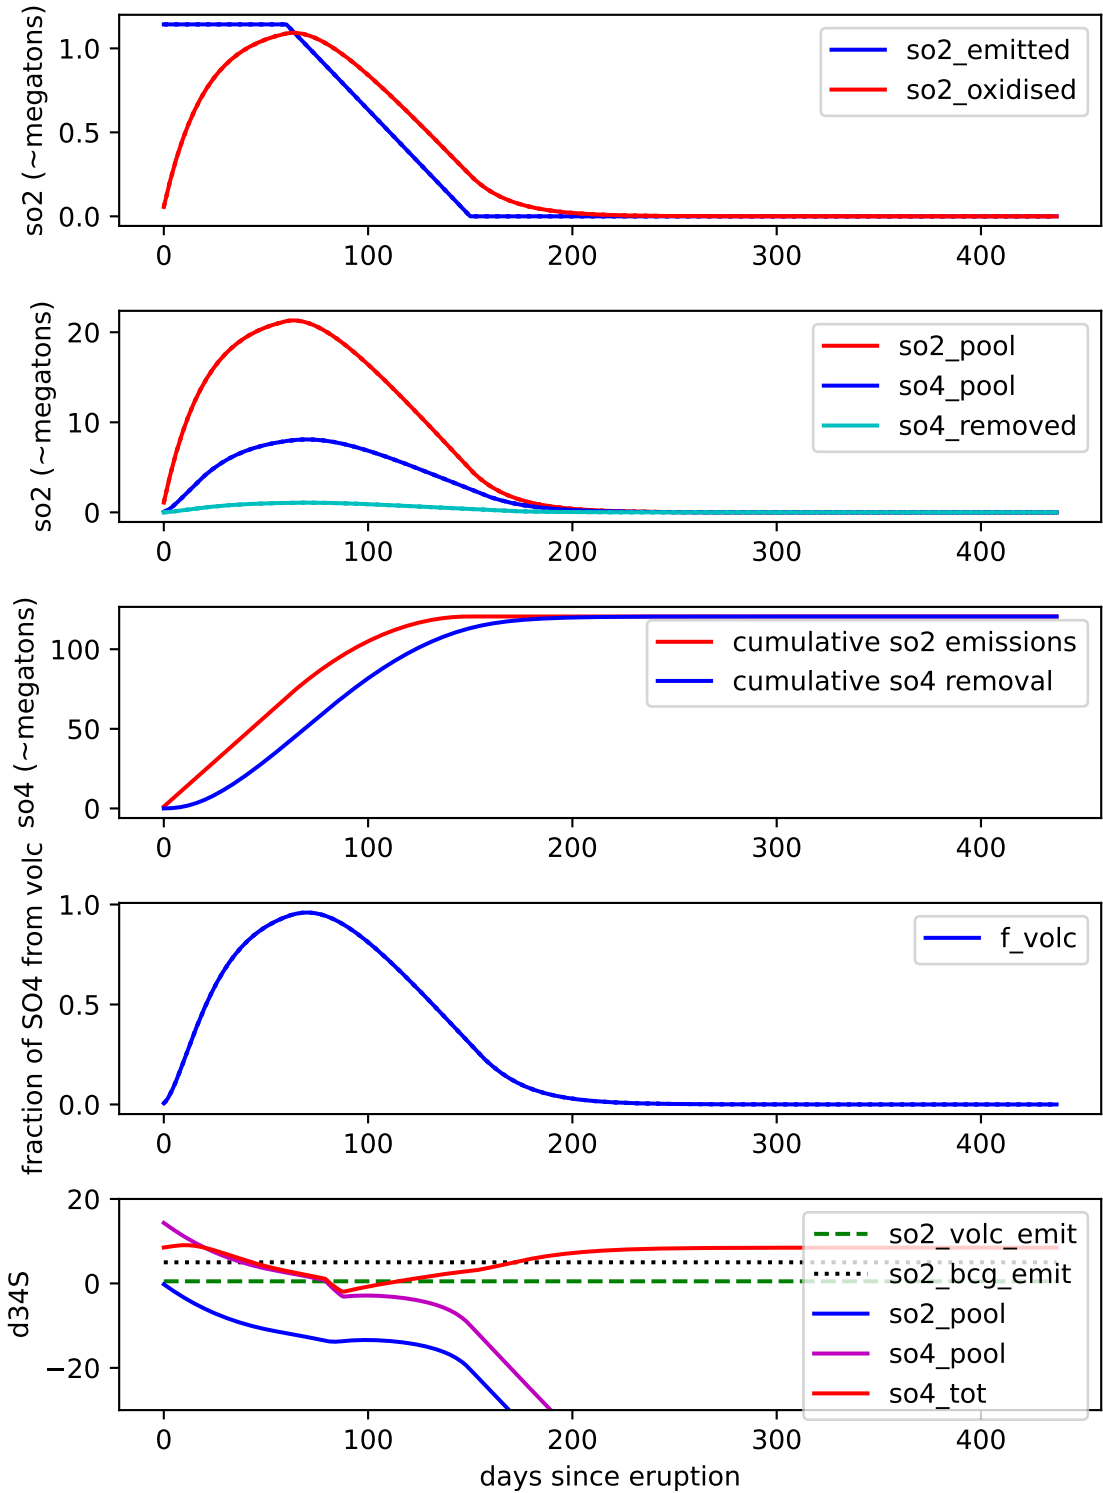 so2 (~megatons)
1.0
0.5
0.0
so2_emitted
so2_oxidised
0 100 200 300 400
so2 (~megatons)
20
10
0
so2_pool
so4_pool
so4_removed
0 100 200 300 400
so4 (~megatons)
100
50
0
cumulative so2 emissions
cumulative so4 removal
0 100 200 300 400
fraction of SO4 from volc
1.0
0.5
0.0
f_volc
0 100 200 300 400
d34S
20
0
−20
so2_volc_emit
so2_bcg_emit
so2_pool
so4_pool
so4_tot
0 100 200 300 400
days since eruption